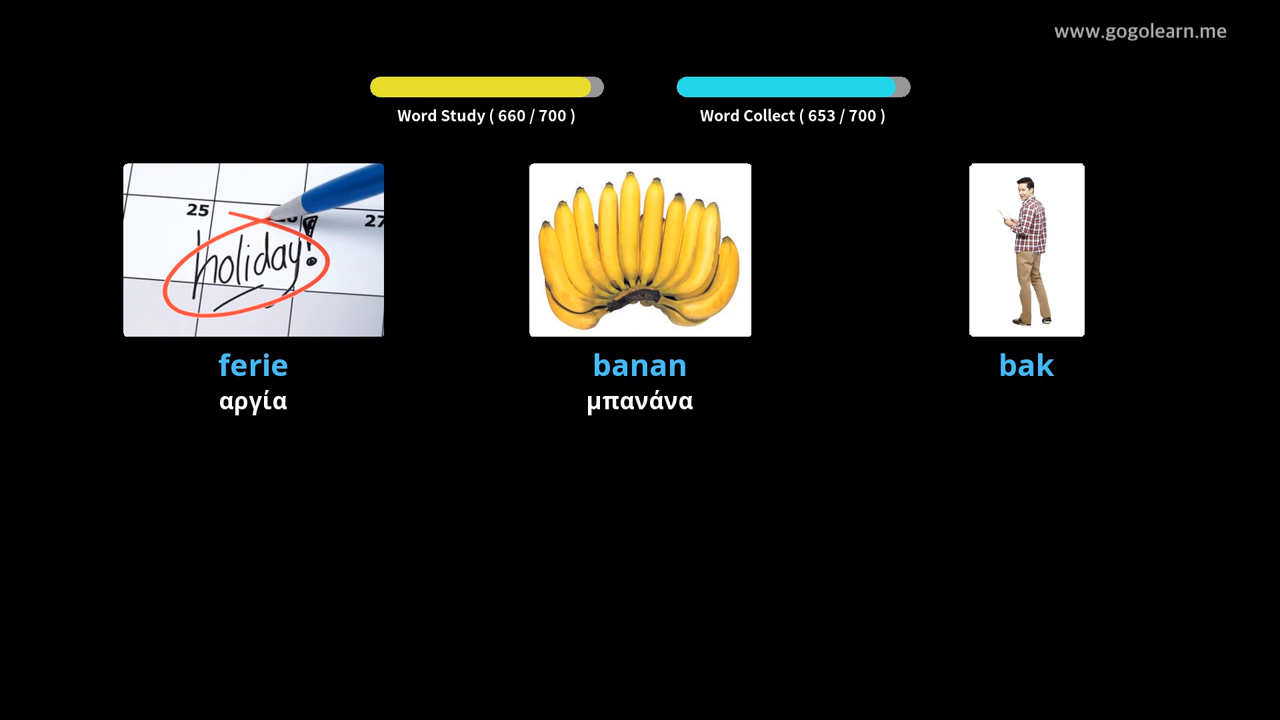 www.gogolearn.me
Word Study ( 660 / 700 )
Word Collect ( 653 / 700 )
25
27
holiday!
ferie
banan
bak
αργία
μπανάνα